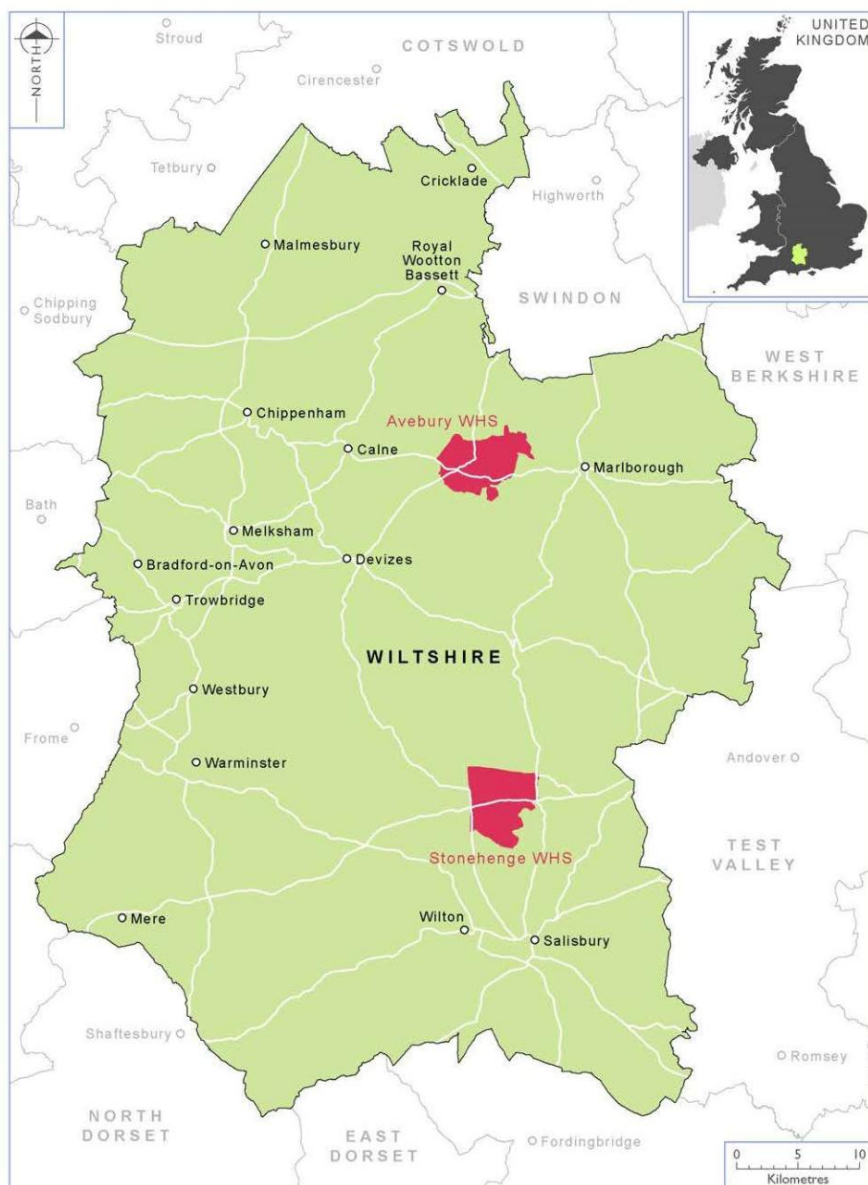 NORTH
Stroud
COTSWOLD
Cirencester
UNITED
KINGDOM
Tetbury
Cricklade
Highworth
Malmesbury
Royal
Wootton
Bassett
Chipping
Sodbury
SWINDON
WEST
BERKSHIRE
Chippenham
Avebury WHS
Calne
Marlborough
Bath
Melksham
Bradford-on-Avon
Devizes
Trowbridge
WILTSHIRE
Westbury
Frome
Warminster
Andover
TEST
VALLEY
Stonehenge WHS
Mere
Wilton
Salisbury
Shaftesbury
Romsey
NORTH
DORSET
EAST
DORSET
Fordingbridge
0 5 10
Kilometres